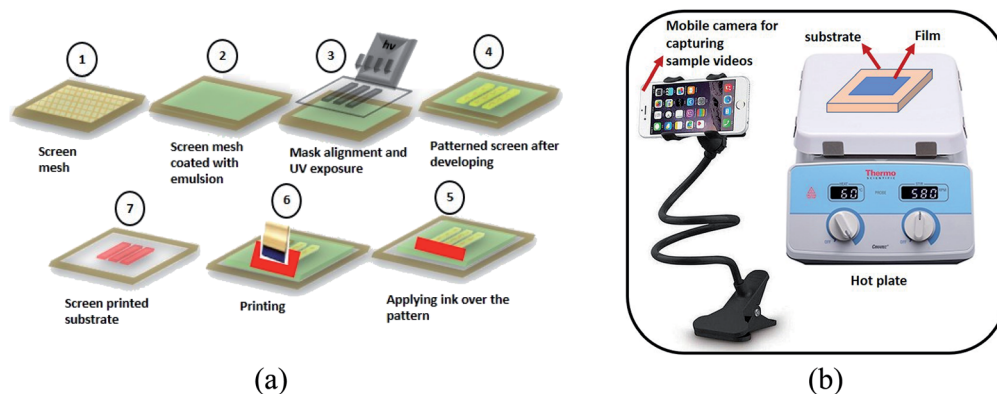 1
Screen
mesh
2
Screen mesh
coated with
emulsion
3
hv
Mask alignment and
UV exposure
4
Patterned screen after
developing
7
Screen printed
substrate
6
Printing
5
Applying ink over the
pattern
(a)
Mobile camera for
capturing
sample videos
substrate
Film
Thermo
SCIENTIFIC
60
580
Hot plate
(b)